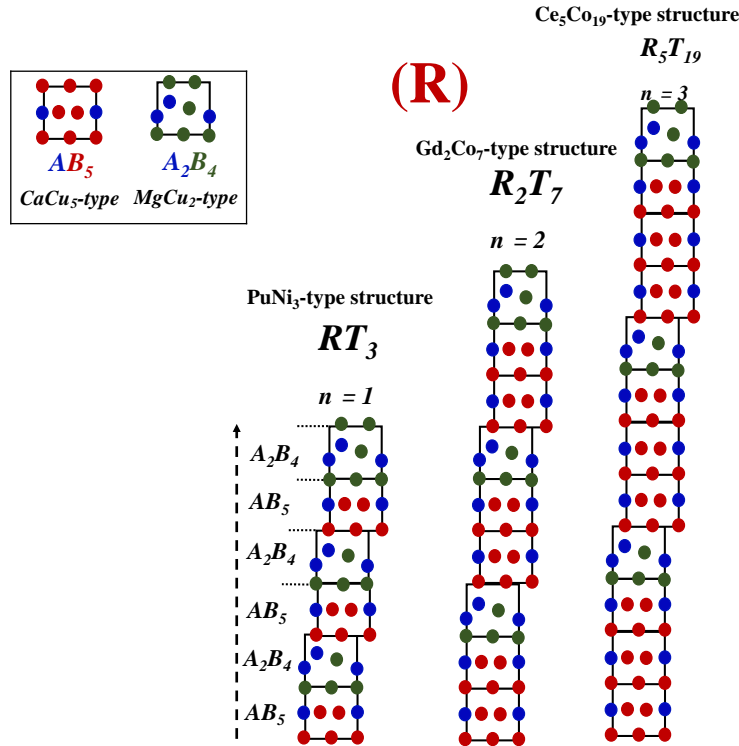 Ce₅Co₁₉-type structure
R₅T₁₉
n = 3
(R)
AB₅
A₂B₄
CaCu₅-type
MgCu₂-type
Gd₂Co₇-type structure
R₂T₇
n = 2
PuNi₃-type structure
RT₃
n = 1
A₂B₄
AB₅
A₂B₄
AB₅
A₂B₄
AB₅